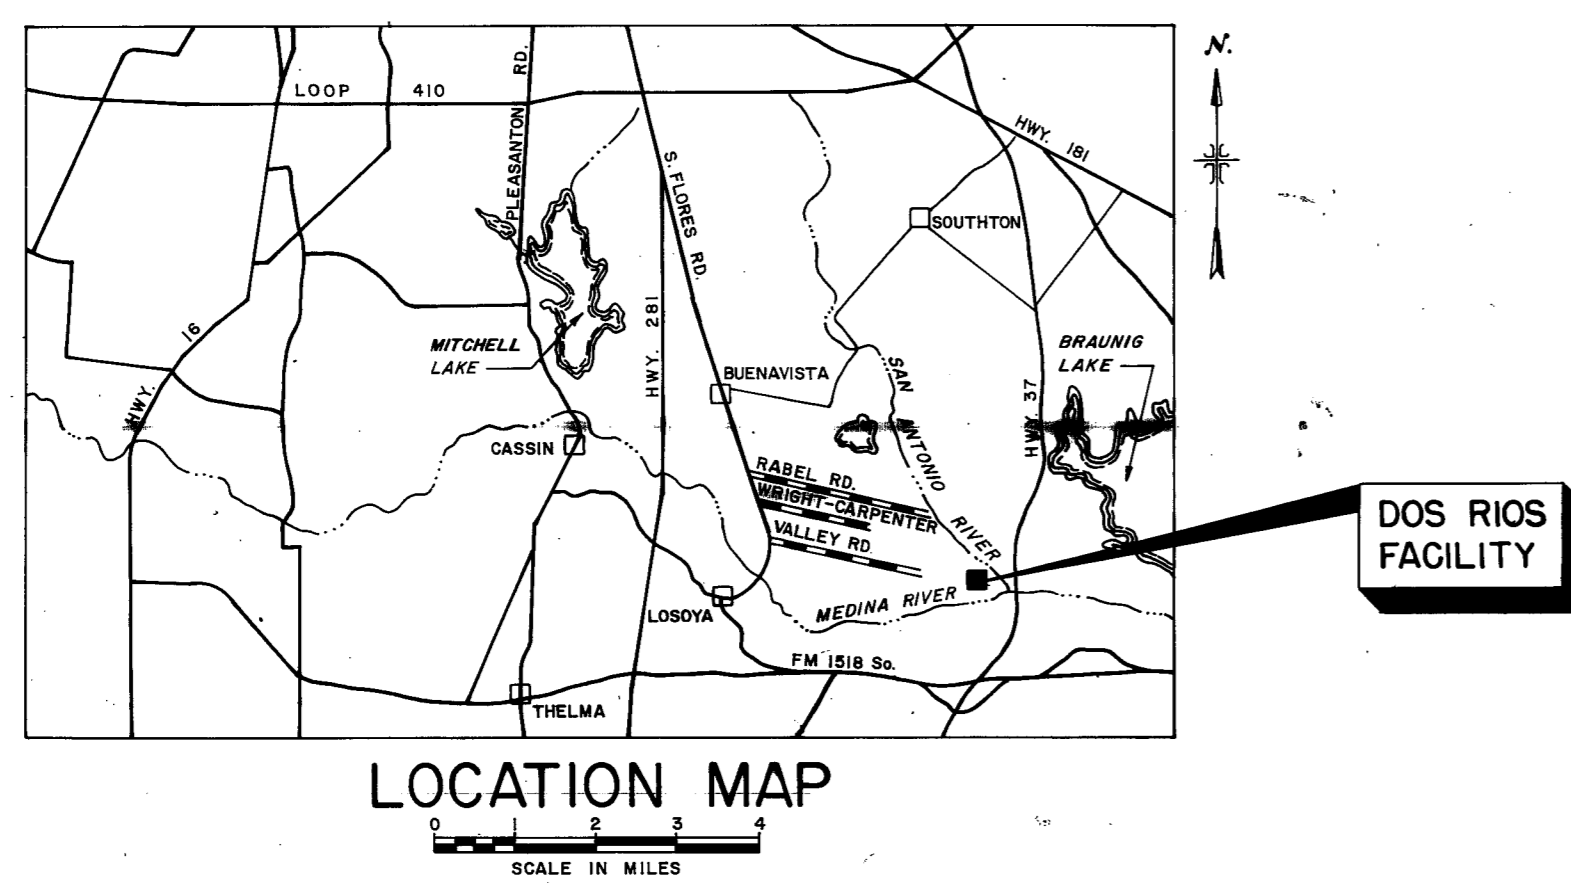 N.
LOOP 410
PLEASANTON RD.
HWY. 181
S. FLORES RD.
SOUTHTON
HWY. 281
HWY. 16
MITCHELL
LAKE
BRAUNIG
LAKE
BUENAVISTA
SAN ANTONIO RIVER
HWY. 37
CASSIN
RABEL RD.
WRIGHT-CARPENTER
VALLEY RD.
DOS RIOS
FACILITY
MEDINA RIVER
LOSOYA
FM 1518 So.
THELMA
LOCATION MAP
0 1 2 3 4
SCALE IN MILES